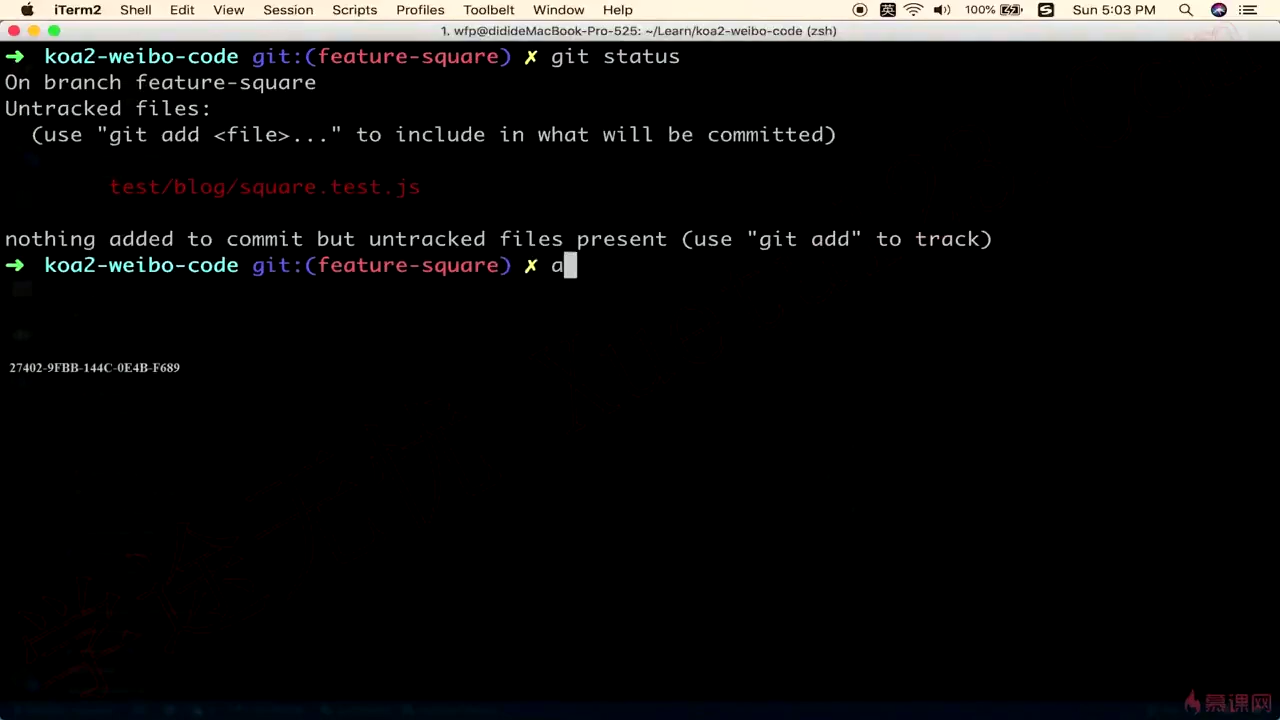 iTerm2 Shell Edit View Session Scripts Profiles Toolbelt Window Help 英 100% S Sun 5:03 PM
1. wfp@didideMacBook-Pro-525: ~/Learn/koa2-weibo-code (zsh)
➜ koa2-weibo-code git:(feature-square) ✗ git status
On branch feature-square
Untracked files:
(use "git add <file>..." to include in what will be committed)
test/blog/square.test.js
nothing added to commit but untracked files present (use "git add" to track)
➜ koa2-weibo-code git:(feature-square) ✗ a
27402-9FBB-144C-0E4B-F689
慕课网